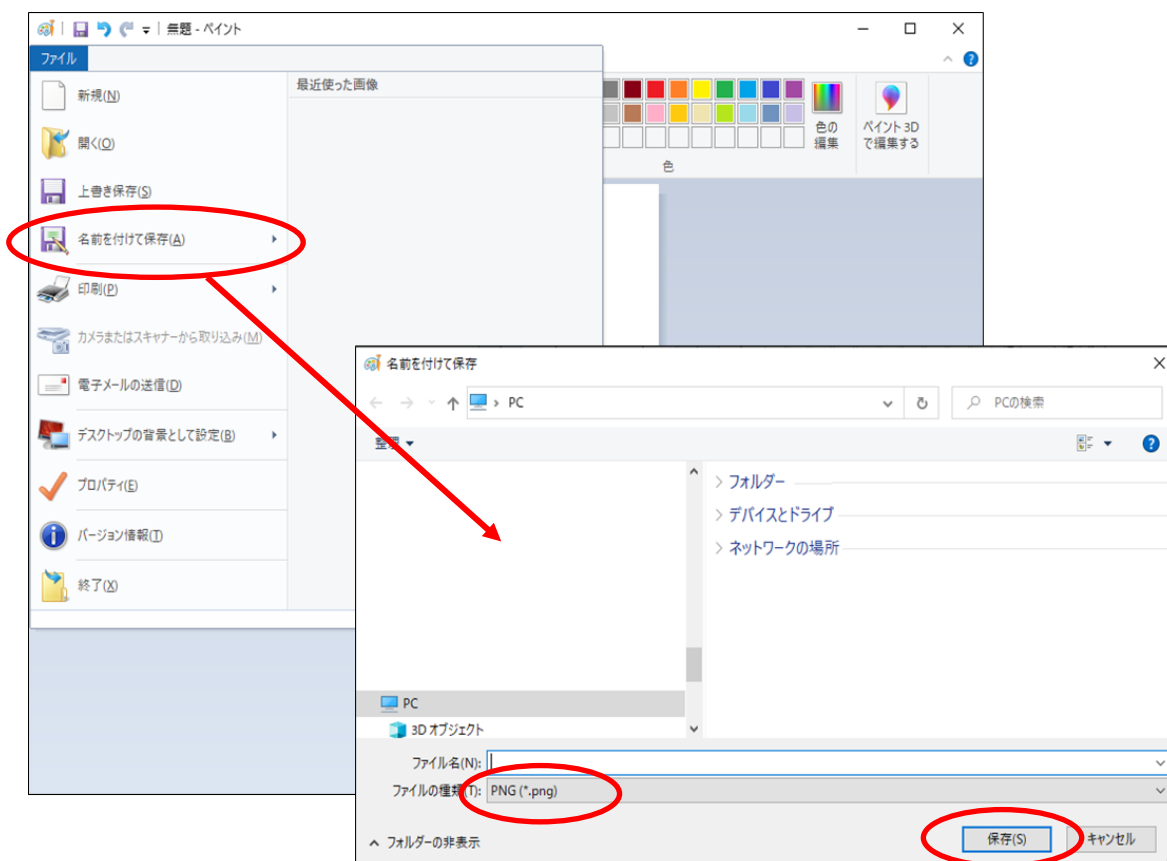 無題 - ペイント
ファイル
最近使った画像
新規(N)
開く(O)
上書き保存(S)
名前を付けて保存(A)
印刷(P)
カメラまたはスキャナーから取り込み(M)
電子メールの送信(D)
デスクトップの背景として設定(B)
プロパティ(E)
バージョン情報(T)
終了(X)
色の
編集
ペイント 3D
で編集する
色
名前を付けて保存
PC
PCの検索
整理
フォルダー
デバイスとドライブ
ネットワークの場所
PC
3D オブジェクト
ファイル名(N):
ファイルの種類(T): PNG (*.png)
フォルダーの非表示
保存(S)
キャンセル